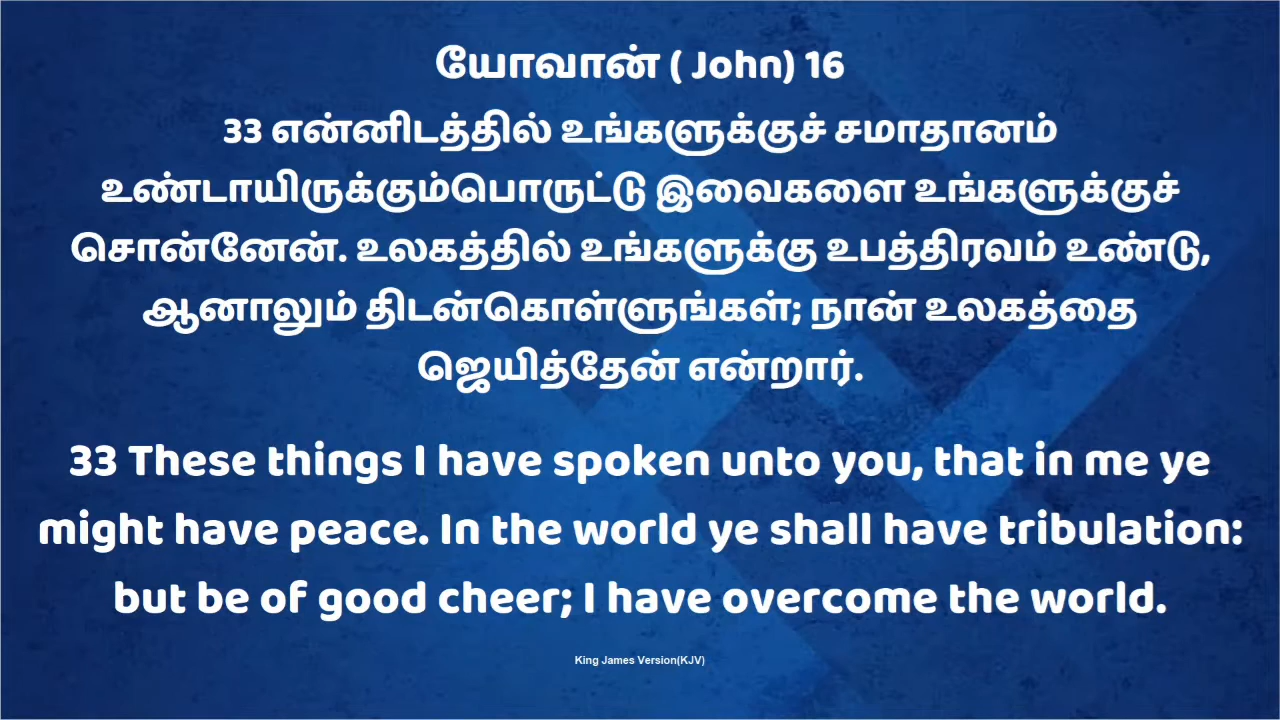 யோவான் ( John) 16
33 என்னிடத்தில் உங்களுக்குச் சமாதானம்
உண்டாயிருக்கும்பொருட்டு இவைகளை உங்களுக்குச்
சொன்னேன். உலகத்தில் உங்களுக்கு உபத்திரவம் உண்டு,
ஆனாலும் திடன்கொள்ளுங்கள்; நான் உலகத்தை
ஜெயித்தேன் என்றார்.
33 These things I have spoken unto you, that in me ye
might have peace. In the world ye shall have tribulation:
but be of good cheer; I have overcome the world.
King James Version(KJV)